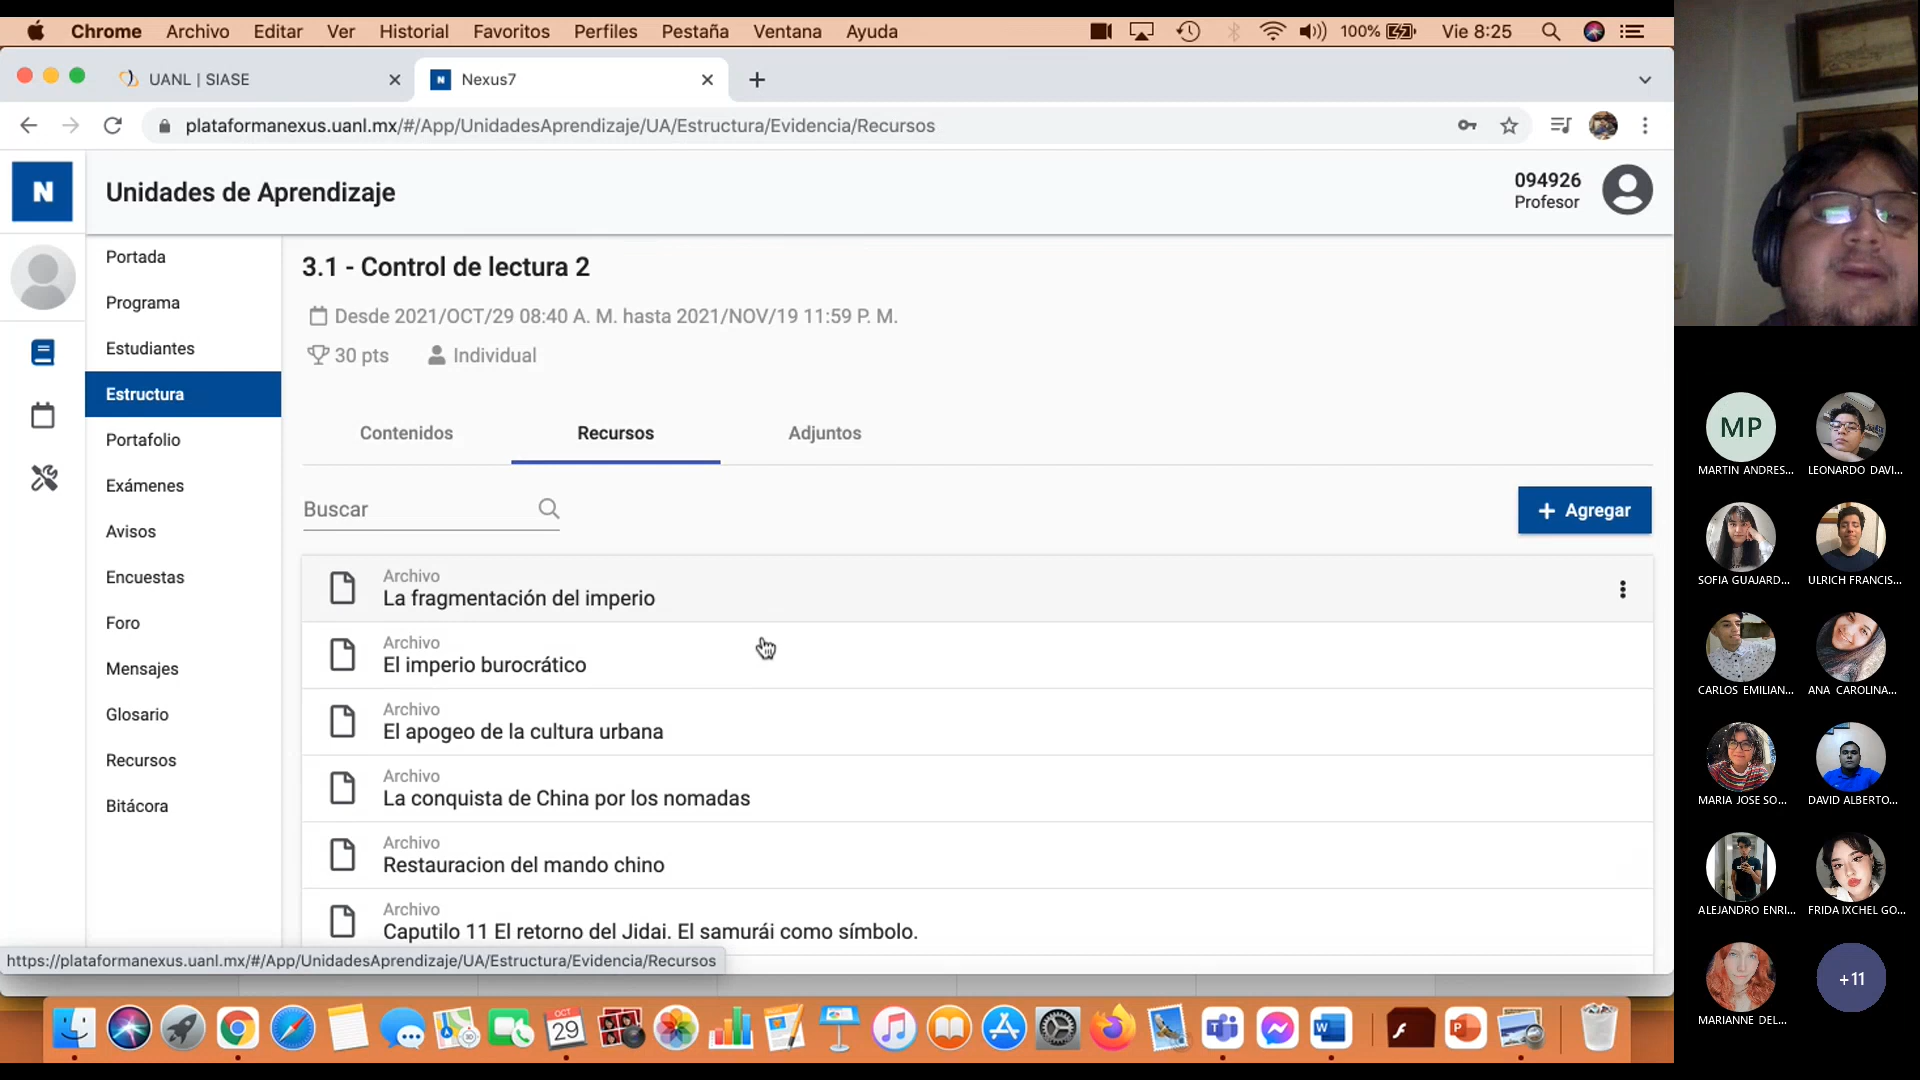 Chrome Archivo Editar Ver Historial Favoritos Perfiles Pestaña Ventana Ayuda 100% Vie 8:25
UANL | SIASE
N Nexus7
plataformanexus.uanl.mx/#/App/UnidadesAprendizaje/UA/Estructura/Evidencia/Recursos
N
Unidades de Aprendizaje
094926
Profesor
Portada
Programa
Estudiantes
Estructura
Portafolio
Exámenes
Avisos
Encuestas
Foro
Mensajes
Glosario
Recursos
Bitácora
3.1 - Control de lectura 2
Desde 2021/OCT/29 08:40 A. M. hasta 2021/NOV/19 11:59 P. M.
30 pts Individual
Contenidos Recursos Adjuntos
Buscar
+ Agregar
Archivo
La fragmentación del imperio
Archivo
El imperio burocrático
Archivo
El apogeo de la cultura urbana
Archivo
La conquista de China por los nomadas
Archivo
Restauracion del mando chino
Archivo
Caputilo 11 El retorno del Jidai. El samurái como símbolo.
https://plataformanexus.uanl.mx/#/App/UnidadesAprendizaje/UA/Estructura/Evidencia/Recursos
OCT
29
MP
MARTIN ANDRES...
LEONARDO DAVI...
SOFIA GUAJARD...
ULRICH FRANCIS...
CARLOS EMILIAN...
ANA CAROLINA...
MARIA JOSE SO...
DAVID ALBERTO...
ALEJANDRO ENRI...
FRIDA IXCHEL GO...
MARIANNE DEL...
+11